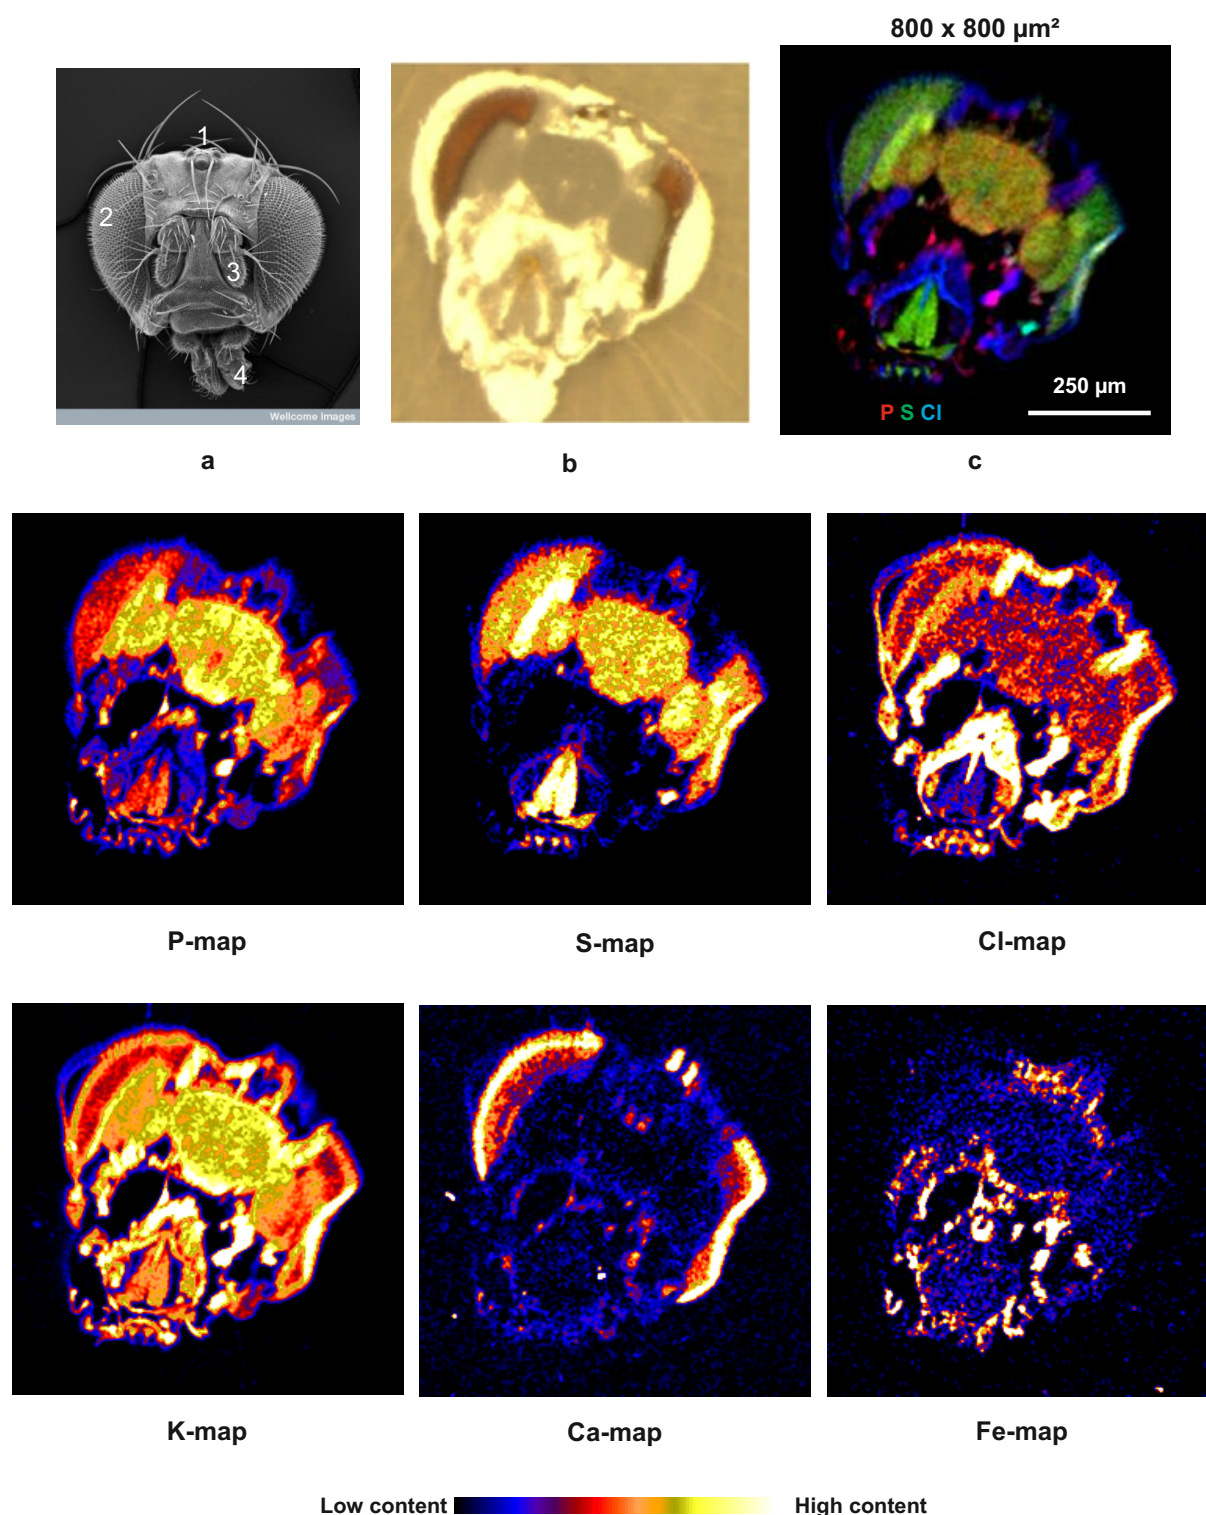 800 x 800 µm²
1
2
3
4
Wellcome Images
P S Cl
250 µm
a
b
c
P-map
S-map
Cl-map
K-map
Ca-map
Fe-map
Low content
High content